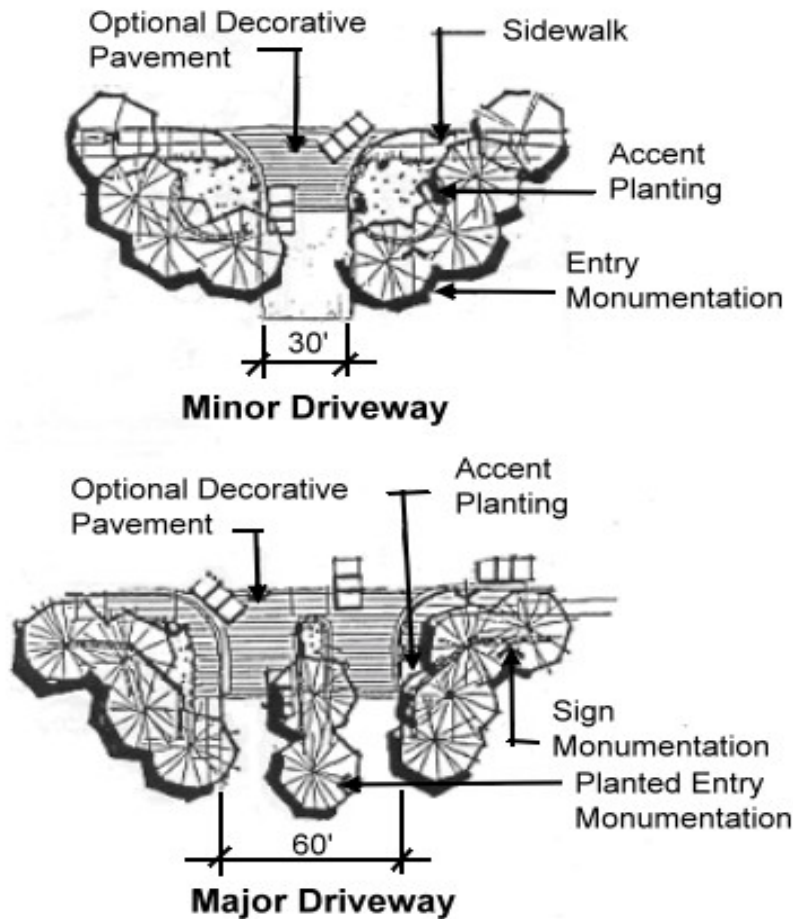 Optional Decorative
Pavement
Sidewalk
Accent
Planting
Entry
Monumentation
30'
Minor Driveway
Accent
Planting
Optional Decorative
Pavement
Sign
Monumentation
Planted Entry
Monumentation
60'
Major Driveway